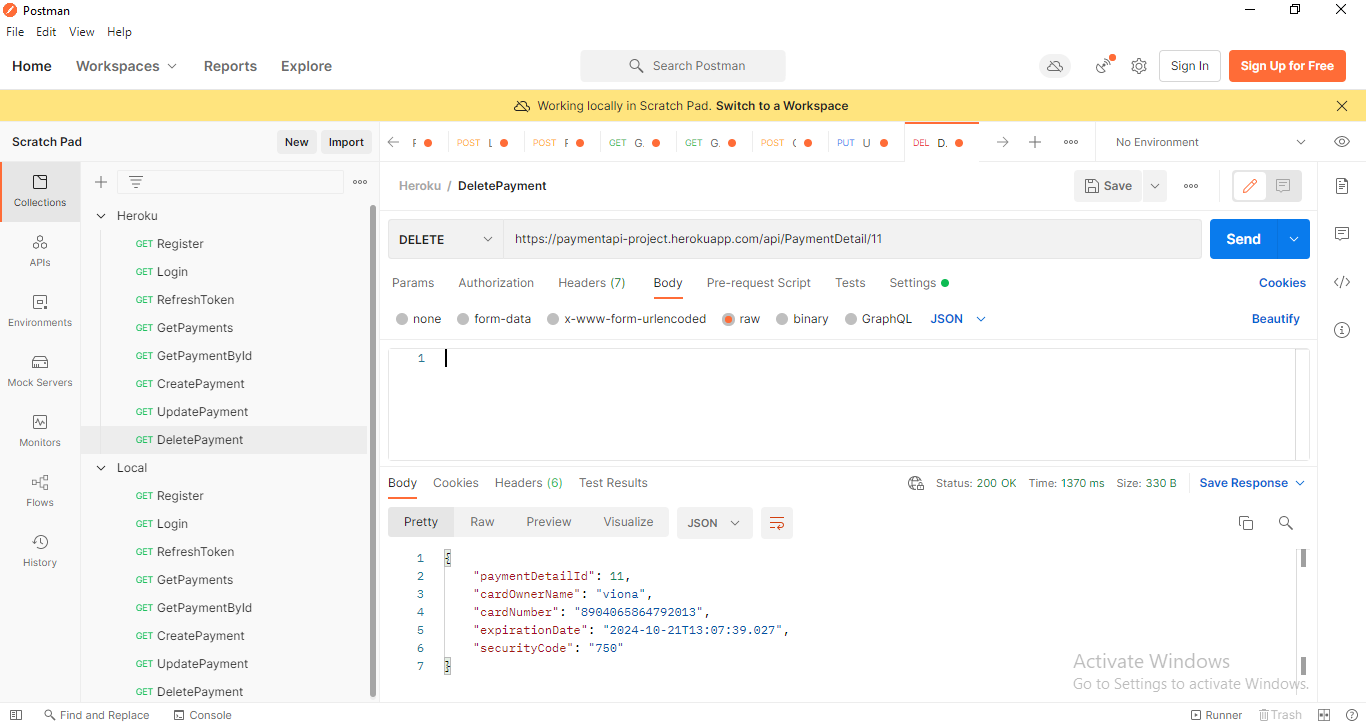 Postman
File Edit View Help
Home Workspaces Reports Explore Search Postman Sign In Sign Up for Free
Working locally in Scratch Pad. Switch to a Workspace
Scratch Pad New Import
POST L POST F GET G. GET G. POST PUT U DEL D. No Environment
Collections
APIs
Environments
Mock Servers
Monitors
Flows
History
Heroku
GET Register
GET Login
GET RefreshToken
GET GetPayments
GET GetPaymentById
GET CreatePayment
GET UpdatePayment
GET DeletePayment
Local
GET Register
GET Login
GET RefreshToken
GET GetPayments
GET GetPaymentById
GET CreatePayment
GET UpdatePayment
GET DeletePayment
Heroku / DeletePayment Save
DELETE https://paymentapi-project.herokuapp.com/api/PaymentDetail/11 Send
Params Authorization Headers (7) Body Pre-request Script Tests Settings Cookies
none form-data x-www-form-urlencoded raw binary GraphQL JSON Beautify
1
Body Cookies Headers (6) Test Results Status: 200 OK Time: 1370 ms Size: 330 B Save Response
Pretty Raw Preview Visualize JSON
1 {
2 "paymentDetailId": 11,
3 "cardOwnerName": "viona",
4 "cardNumber": "8904065864792013",
5 "expirationDate": "2024-10-21T13:07:39.027",
6 "securityCode": "750"
7 }
Activate Windows
Go to Settings to activate Windows.
Find and Replace Console Runner Trash